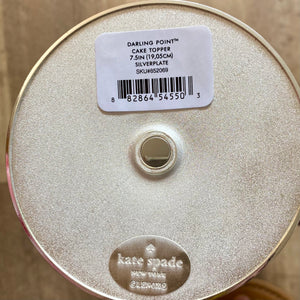 DARLING POINT™
CAKE TOPPER
7.5IN (19,05CM)
SILVERPLATE
SKU#852069
8 82864 54550 3
kate spade
NEW YORK
LENOX